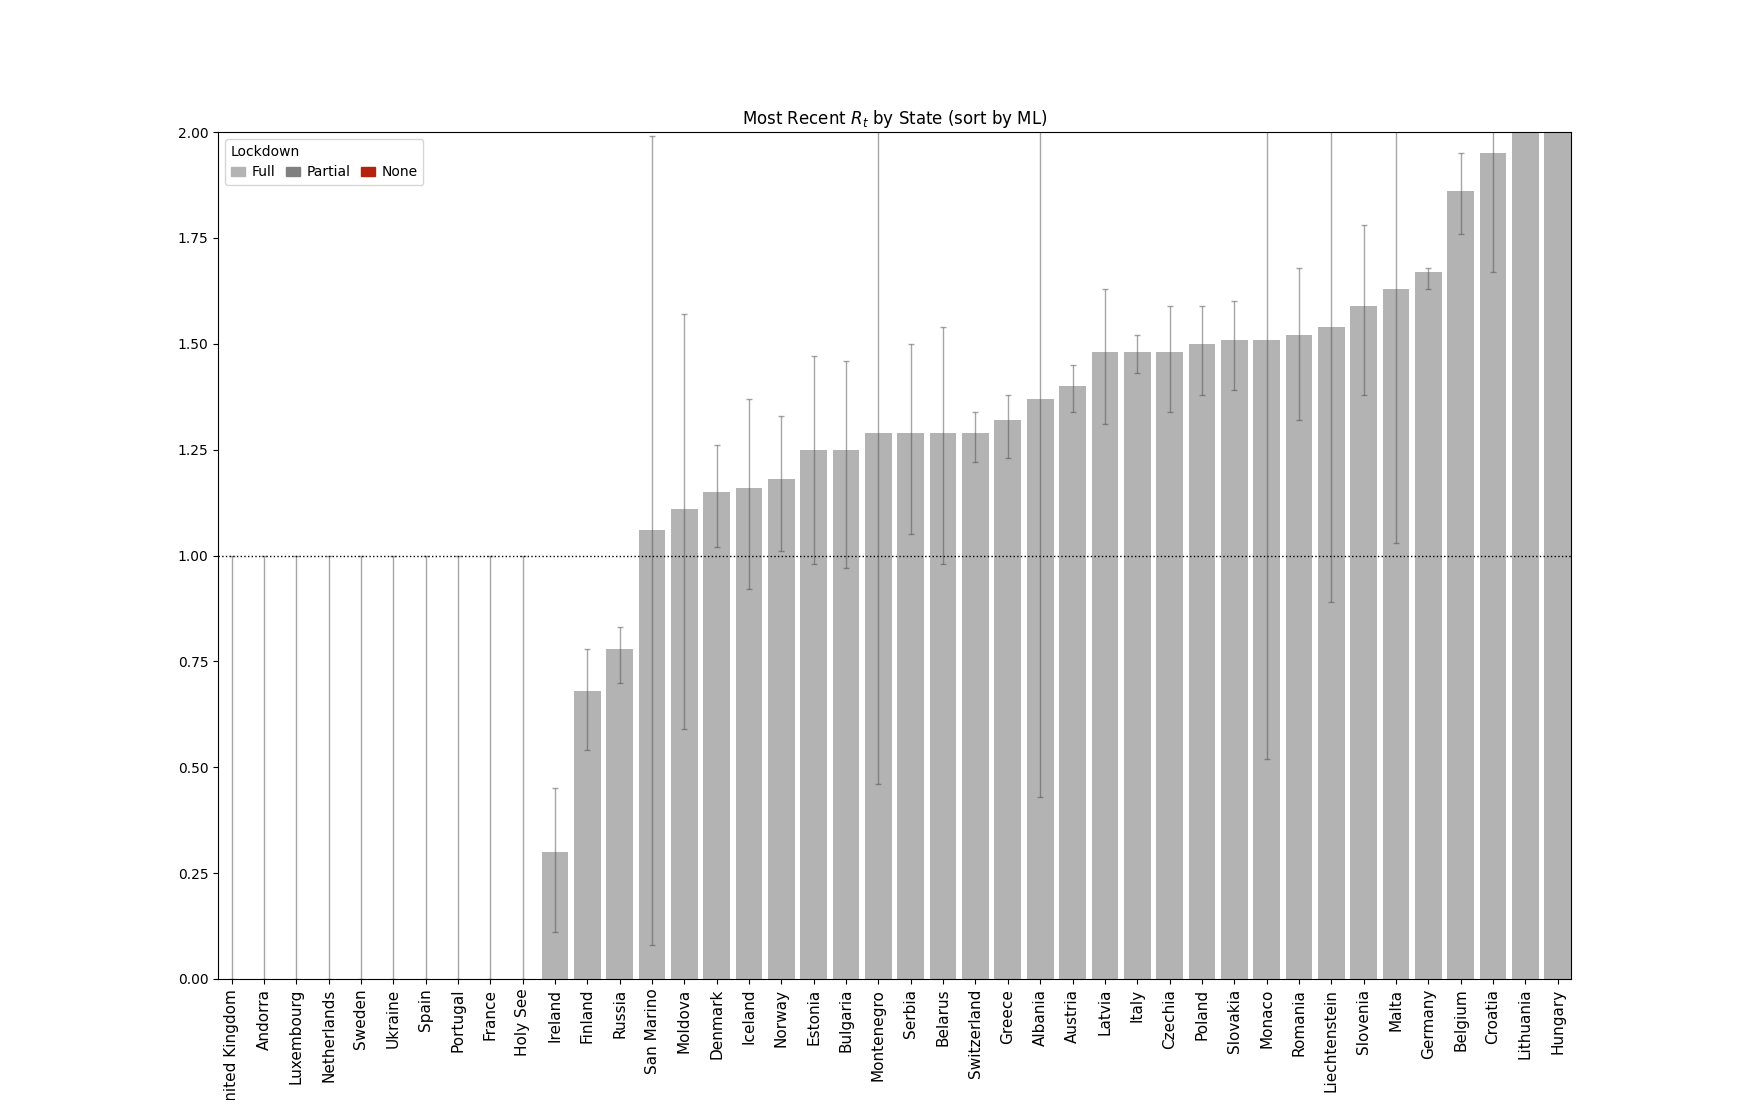 Most Recent Rt by State (sort by ML)
2.00
Lockdown
Full Partial None
1.75
1.50
1.25
1.00
0.75
0.50
0.25
0.00
nited Kingdom
Andorra
Luxembourg
Netherlands
Sweden
Ukraine
Spain
Portugal
France
Holy See
Ireland
Finland
Russia
San Marino
Moldova
Denmark
Iceland
Norway
Estonia
Bulgaria
Montenegro
Serbia
Belarus
Switzerland
Greece
Albania
Austria
Latvia
Italy
Czechia
Poland
Slovakia
Monaco
Romania
Liechtenstein
Slovenia
Malta
Germany
Belgium
Croatia
Lithuania
Hungary